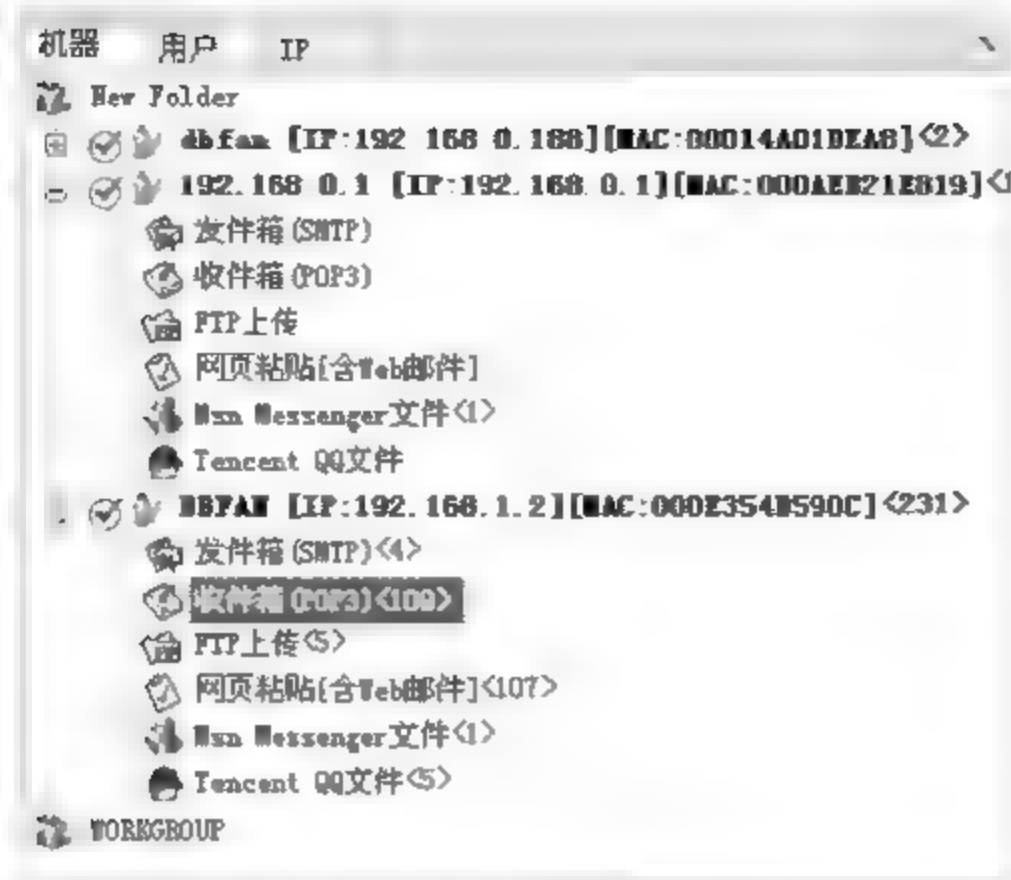 机器 用户 IP
New Folder
dbfan [IP:192 168 0.188][MAC:00014A01DEA8]<2>
192.168 0.1 [IP:192.168.0.1][MAC:000AEB21E819]<1
发件箱(SMTP)
收件箱(POP3)
FTP上传
网页粘贴[含Web邮件]
Msn Messenger文件<1>
Tencent QQ文件
DBFAN [IP:192.168.1.2][MAC:000E354B590C]<231>
发件箱(SMTP)<4>
收件箱(POP3)<109>
FTP上传<5>
网页粘贴[含Web邮件]<107>
Msn Messenger文件<1>
Tencent QQ文件<5>
WORKGROUP